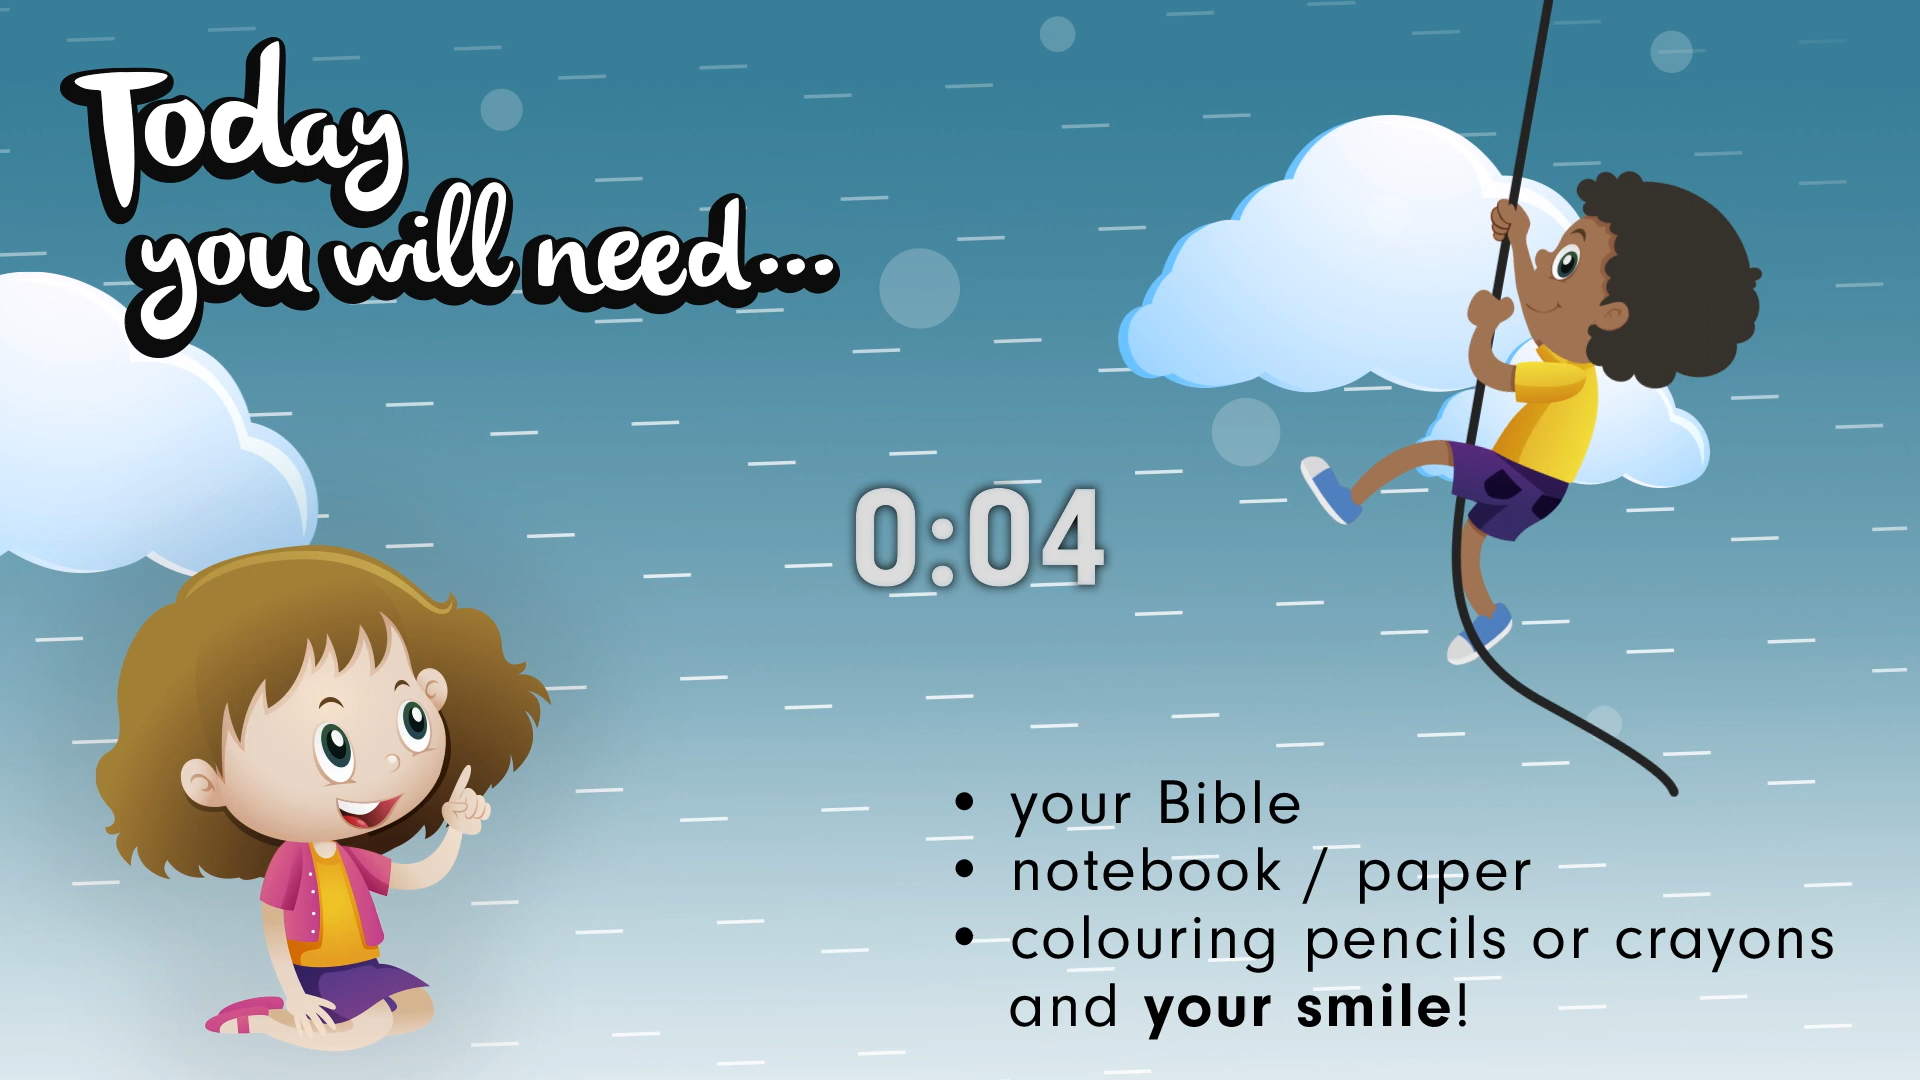 Today
you will need...
0:04
• your Bible
• notebook / paper
• colouring pencils or crayons
and your smile!